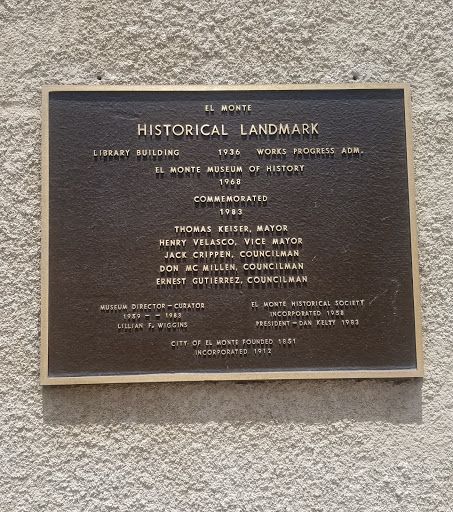 EL MONTE
HISTORICAL LANDMARK
LIBRARY BUILDING 1936 WORKS PROGRESS ADM.
EL MONTE MUSEUM OF HISTORY
1968
COMMEMORATED
1983
THOMAS KEISER, MAYOR
HENRY VELASCO, VICE MAYOR
JACK CRIPPEN, COUNCILMAN
DON MC MILLEN, COUNCILMAN
ERNEST GUTIERREZ, COUNCILMAN
MUSEUM DIRECTOR—CURATOR
1959 — — 1983
LILLIAN F. WIGGINS
EL MONTE HISTORICAL SOCIETY
INCORPORATED 1958
PRESIDENT—DAN KELTY 1983
CITY OF EL MONTE FOUNDED 1851
INCORPORATED 1912